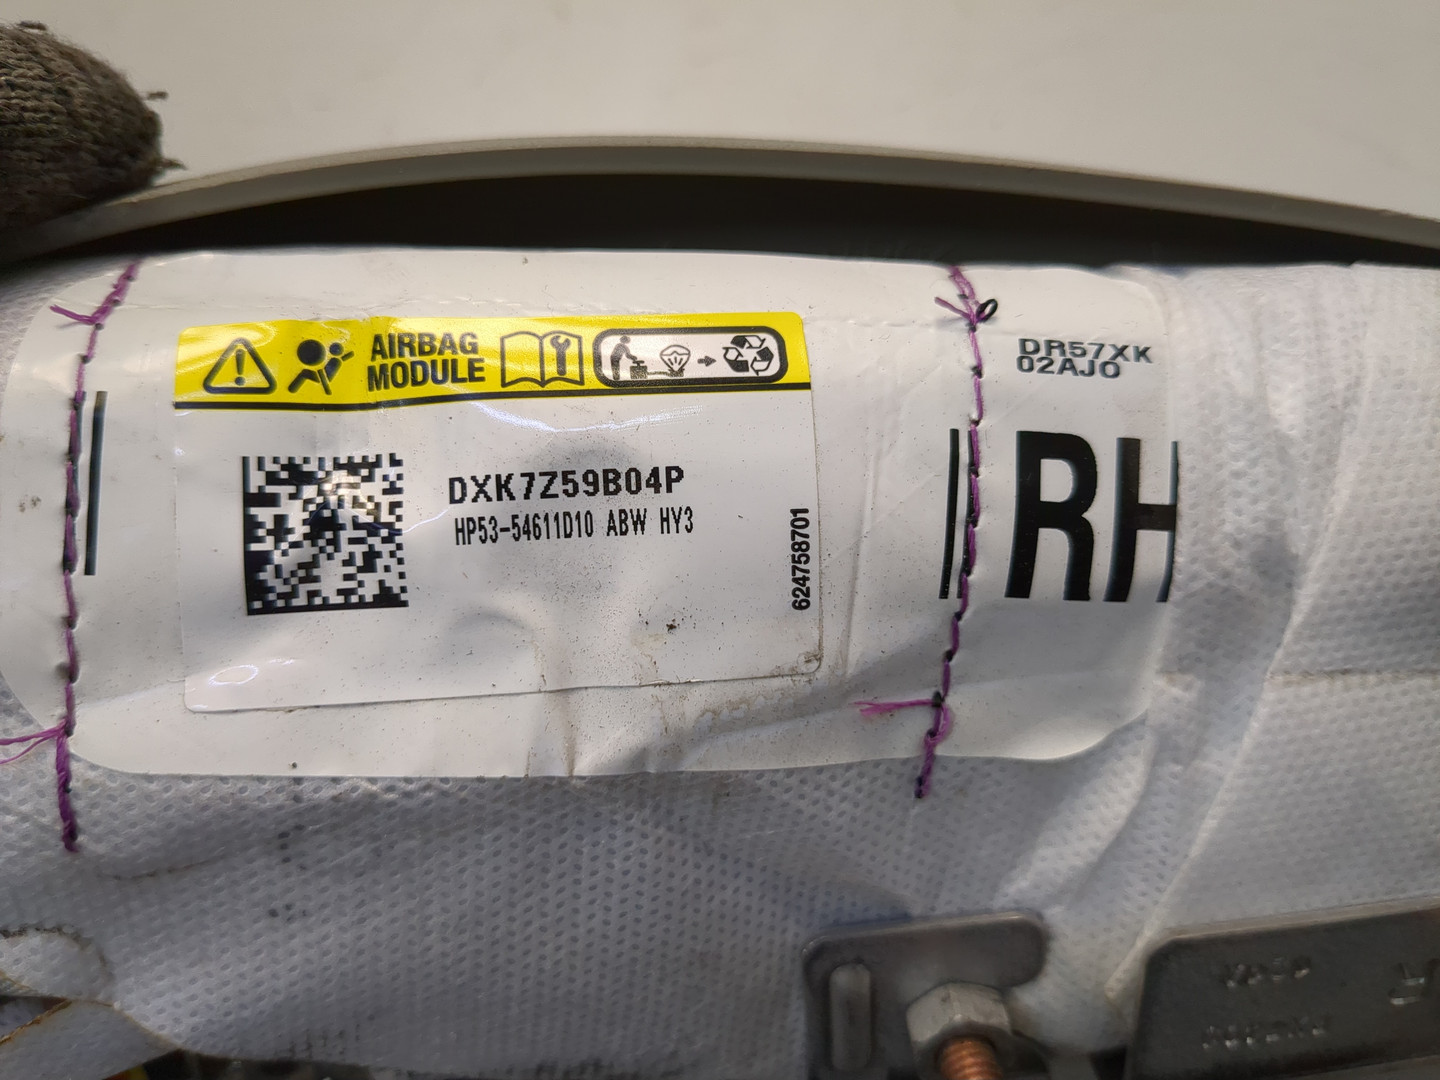 AIRBAG
MODULE
DXK7Z59B04P
HP53-54611D10 ABW HY3
624758701
DR57XK
02AJO
RH